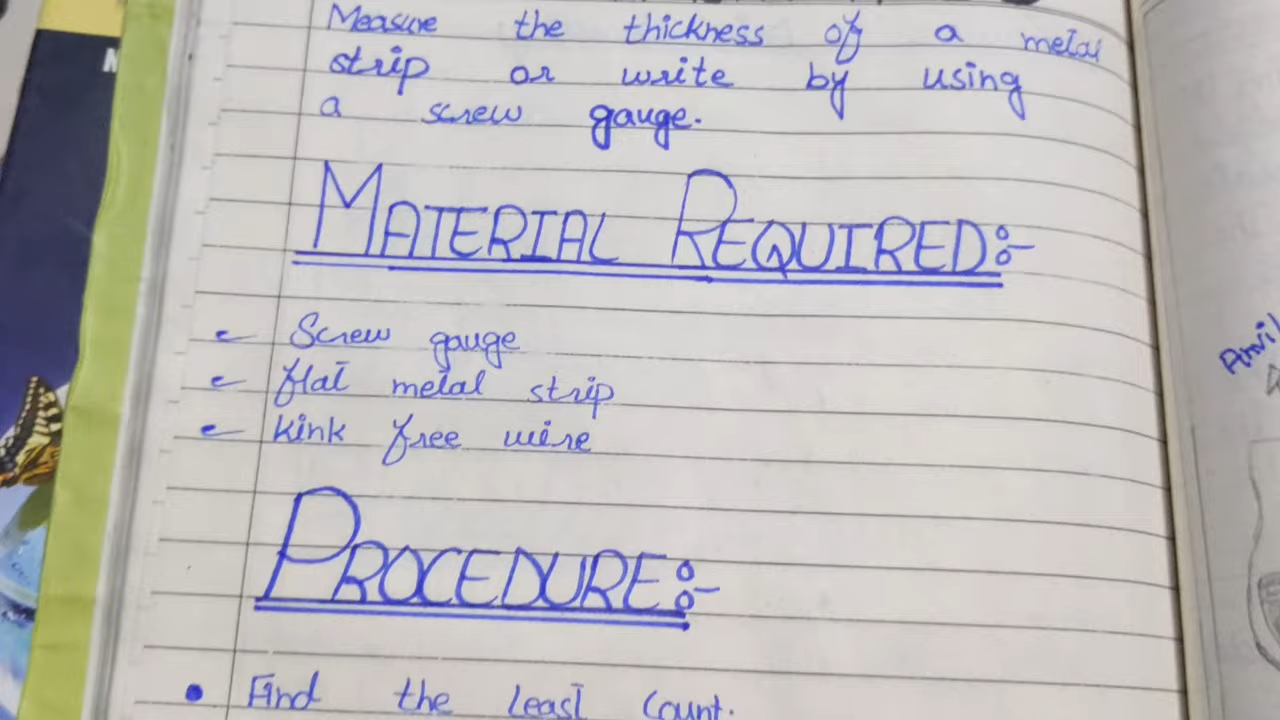 Measure the thickness of a metal
strip or write by using
a screw gauge.
MATERIAL REQUIRED:-
Screw gauge
flat metal strip
kink free wire
PROCEDURE:-
• Find the least count.
Anvil